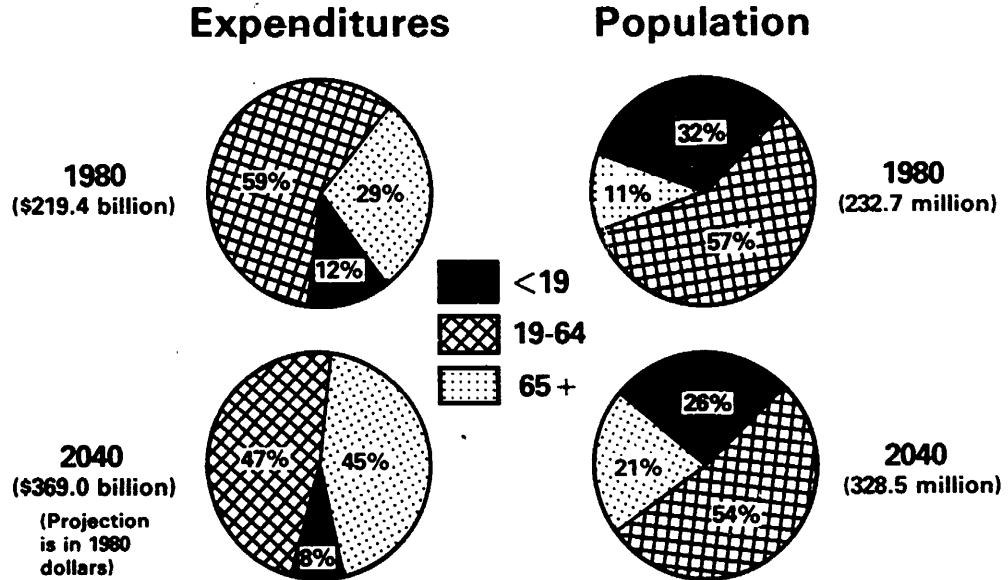 Expenditures
Population
1980
($219.4 billion)
59%
29%
12%
32%
11%
57%
1980
(232.7 million)
<19
19-64
65+
2040
($369.0 billion)
(Projection
is in 1980
dollars)
47%
45%
8%
26%
21%
54%
2040
(328.5 million)